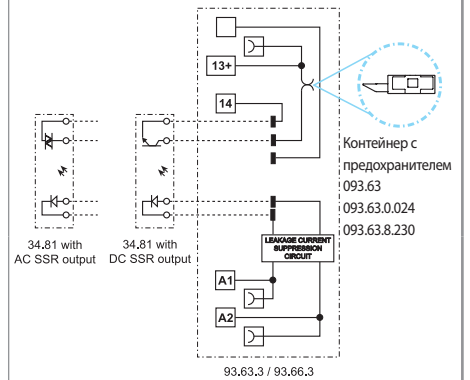 13+
14
Контейнер с
предохранителем
093.63
093.63.0.024
093.63.8.230
34.81 with
AC SSR output
34.81 with
DC SSR output
LEAKAGE CURRENT
SUPPRESSION
CIRCUIT
A1
A2
93.63.3 / 93.66.3